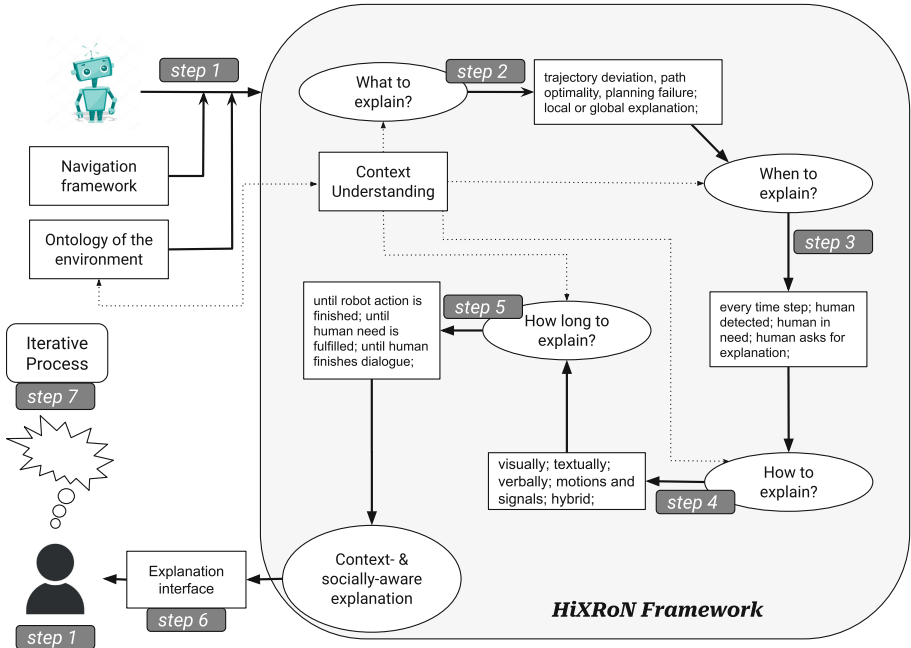 step 1
Navigation
framework
Ontology of the
environment
What to
explain?
step 2
trajectory deviation, path
optimality, planning failure;
local or global explanation;
Context
Understanding
When to
explain?
step 3
every time step; human
detected; human in
need; human asks for
explanation;
How to
explain?
step 4
visually; textually;
verbally; motions and
signals; hybrid;
How long to
explain?
step 5
until robot action is
finished; until
human need is
fulfilled; until human
finishes dialogue;
Context- &
socially-aware
explanation
Explanation
interface
step 6
Iterative
Process
step 7
step 1
HiXRoN Framework